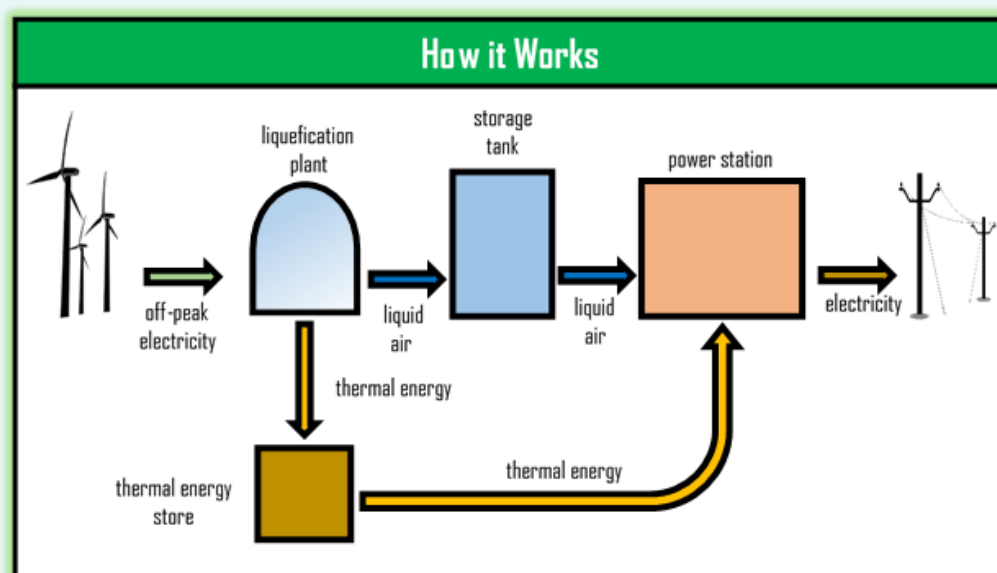 How it Works
liquefication
plant
storage
tank
power station
off-peak
electricity
liquid
air
liquid
air
electricity
thermal energy
thermal energy
thermal energy
store